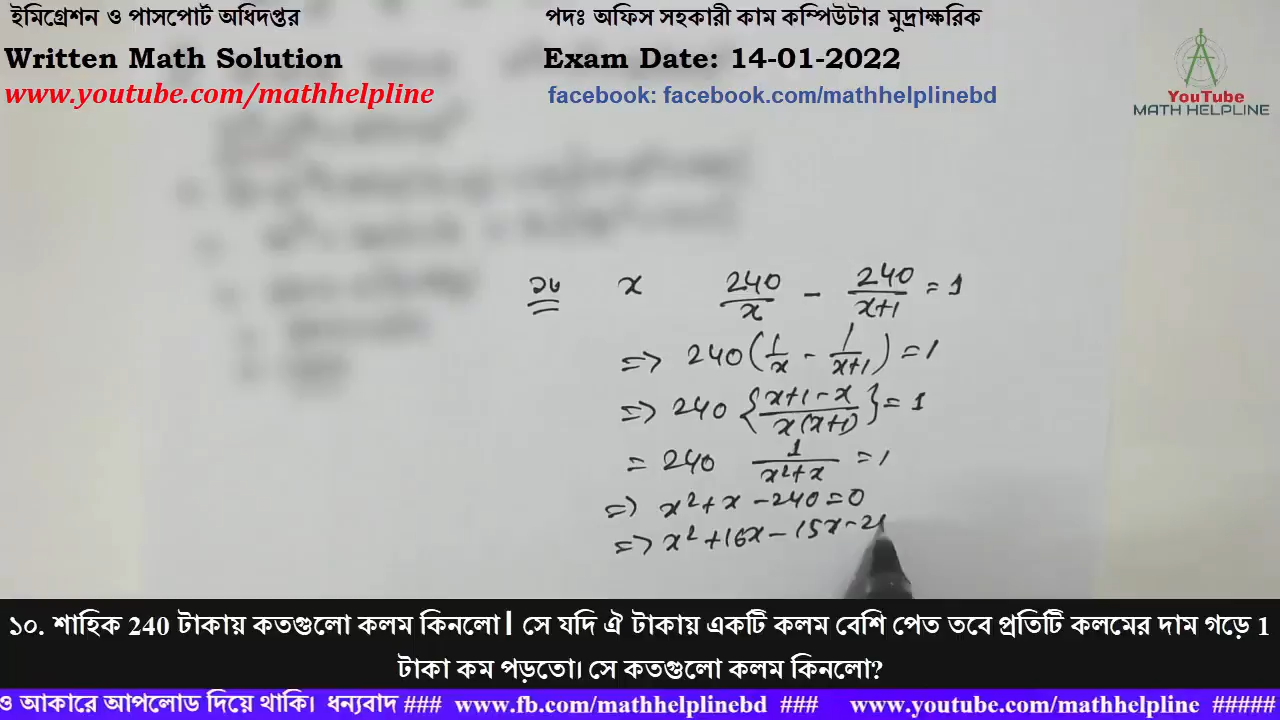 ইমিগ্রেশন ও পাসপোর্ট অধিদপ্তর
পদঃ অফিস সহকারী কাম কম্পিউটার মুদ্রাক্ষরিক
Written Math Solution
Exam Date: 14-01-2022
www.youtube.com/mathhelpline
facebook: facebook.com/mathhelplinebd
YouTube
MATH HELPLINE
১০ x 240/x - 240/x+1 = 1
=> 240(1/x - 1/x+1) = 1
=> 240 {x+1-x/x(x+1)} = 1
= 240 1/x²+x = 1
=> x²+x-240=0
=> x²+16x-15x-2
১০. শাহিক 240 টাকায় কতগুলো কলম কিনলো| সে যদি ঐ টাকায় একটি কলম বেশি পেত তবে প্রতিটি কলমের দাম গড়ে 1
টাকা কম পড়তো। সে কতগুলো কলম কিনলো?
ও আকারে আপলোড দিয়ে থাকি। ধন্যবাদ ### www.fb.com/mathhelplinebd ### www.youtube.com/mathhelpline #####